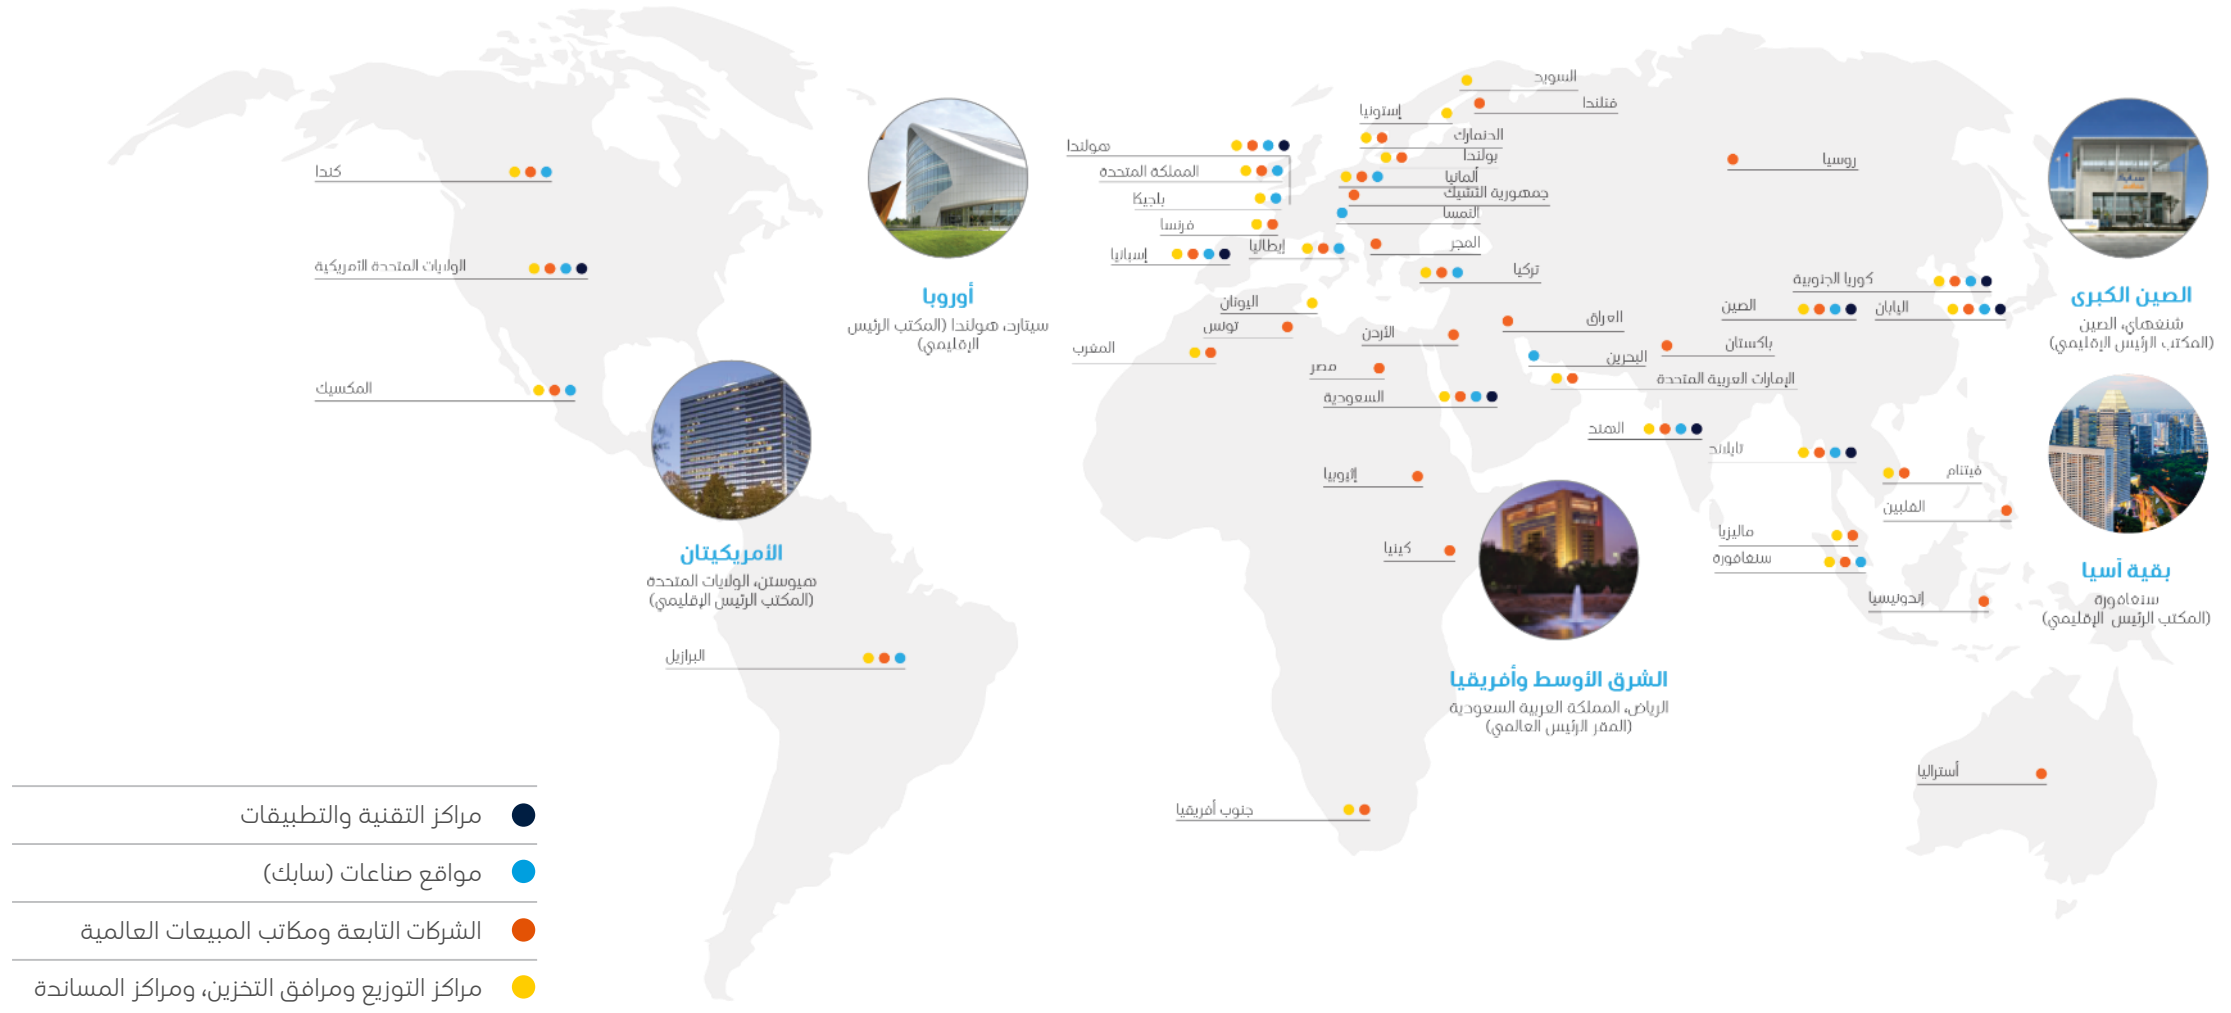 السويد
فنلندا
إستونيا
الدنمارك
بولندا
هولندا
المملكة المتحدة
ألمانيا
جمهورية التشيك
بلجيكا
النمسا
فرنسا
إيطاليا
إسبانيا
المجر
تركيا
روسيا
كندا
الولايات المتحدة الأمريكية
المكسيك
أوروبا
سيتارد، هولندا (المكتب الرئيس
الإقليمي)
اليونان
تونس
المغرب
الأردن
العراق
مصر
السعودية
البحرين
باكستان
الإمارات العربية المتحدة
كوريا الجنوبية
الصين
اليابان
الصين الكبرى
شنغهاي، الصين
(المكتب الرئيس الإقليمي)
الهند
تايلاند
فيتنام
الفلبين
ماليزيا
سنغافورة
إندونيسيا
إثيوبيا
كينيا
الأمريكيتان
هيوستن، الولايات المتحدة
(المكتب الرئيس الإقليمي)
بقية آسيا
سنغافورة
(المكتب الرئيس الإقليمي)
البرازيل
الشرق الأوسط وأفريقيا
الرياض، المملكة العربية السعودية
(المقر الرئيس العالمي)
أستراليا
جنوب أفريقيا
مراكز التقنية والتطبيقات
مواقع صناعات (سابك)
الشركات التابعة ومكاتب المبيعات العالمية
مراكز التوزيع ومرافق التخزين، ومراكز المساندة